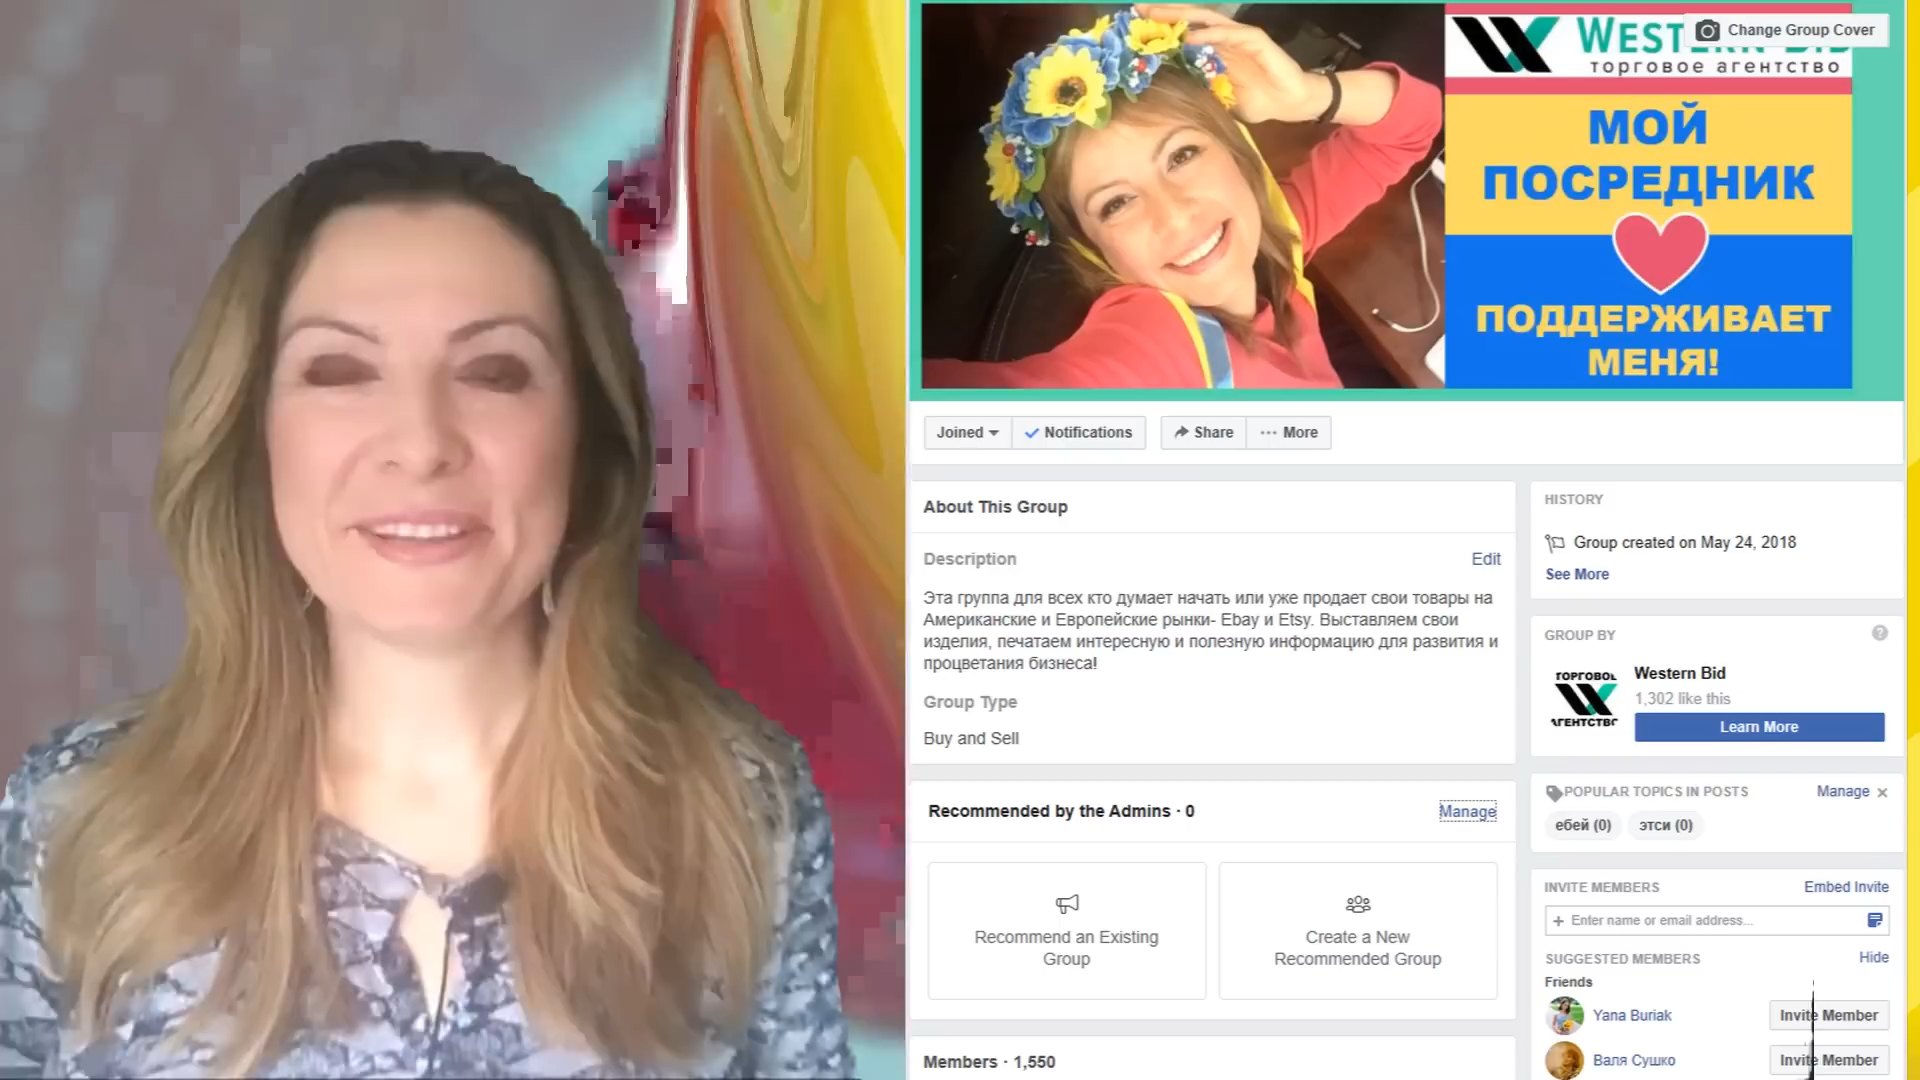 WESTERN BID
Change Group Cover
торговое агентство
МОЙ
ПОСРЕДНИК
ПОДДЕРЖИВАЕТ
МЕНЯ!
Joined
Notifications
Share
More
About This Group
Description
Edit
Эта группа для всех кто думает начать или уже продает свои товары на
Американские и Европейские рынки- Ebay и Etsy. Выставляем свои
изделия, печатаем интересную и полезную информацию для развития и
процветания бизнеса!
Group Type
Buy and Sell
Recommended by the Admins · 0
Manage
Recommend an Existing
Group
Create a New
Recommended Group
Members · 1,550
HISTORY
Group created on May 24, 2018
See More
GROUP BY
ТОРГОВОЕ
АГЕНТСТВО
Western Bid
1,302 like this
Learn More
POPULAR TOPICS IN POSTS
Manage
ебей (0)
этси (0)
INVITE MEMBERS
Embed Invite
+ Enter name or email address...
SUGGESTED MEMBERS
Hide
Friends
Yana Buriak
Invite Member
Валя Сушко
Invite Member